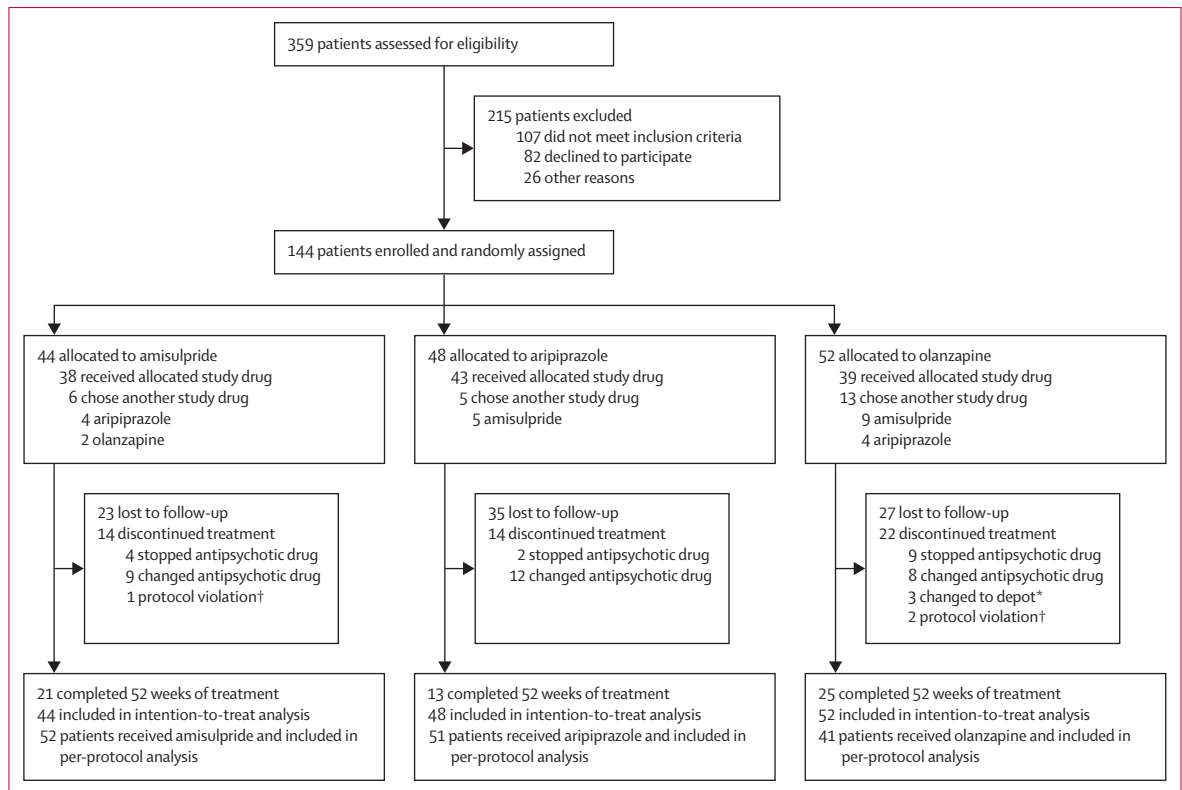 359 patients assessed for eligibility
215 patients excluded
107 did not meet inclusion criteria
82 declined to participate
26 other reasons
144 patients enrolled and randomly assigned
44 allocated to amisulpride
38 received allocated study drug
6 chose another study drug
4 aripiprazole
2 olanzapine
48 allocated to aripiprazole
43 received allocated study drug
5 chose another study drug
5 amisulpride
52 allocated to olanzapine
39 received allocated study drug
13 chose another study drug
9 amisulpride
4 aripiprazole
23 lost to follow-up
14 discontinued treatment
4 stopped antipsychotic drug
9 changed antipsychotic drug
1 protocol violation†
35 lost to follow-up
14 discontinued treatment
2 stopped antipsychotic drug
12 changed antipsychotic drug
27 lost to follow-up
22 discontinued treatment
9 stopped antipsychotic drug
8 changed antipsychotic drug
3 changed to depot*
2 protocol violation†
21 completed 52 weeks of treatment
44 included in intention-to-treat analysis
52 patients received amisulpride and included in
per-protocol analysis
13 completed 52 weeks of treatment
48 included in intention-to-treat analysis
51 patients received aripiprazole and included in
per-protocol analysis
25 completed 52 weeks of treatment
52 included in intention-to-treat analysis
41 patients received olanzapine and included in
per-protocol analysis